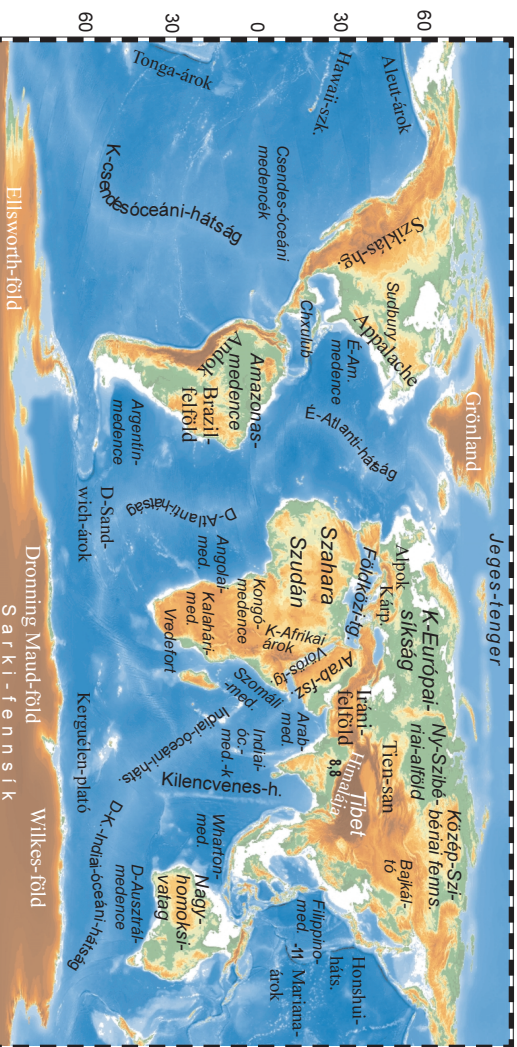 60
30
0
30
60
Jeges-tenger
Grönland
Aleut-árok
Hawaii-szk.
Tonga-árok
Csendes-óceáni
medencék
K-csendesóceáni-hátság
Sziklás-hg.
Sudbury
Appalache
Chxulub
É-Am.
medence
É-Atlanti-hátság
Amazonas-
medence
Andok
Brazil-
felföld
Argentin-
medence
D-Sand-
wich-árok
D-Atlanti-hátság
Angolai-
med.
Alpok
Kárp.
K-Európai-
síkság
Földközi-tg.
Szahara
Szudán
Kongó-
medence
Kalahári-
med.
Vredefort
K-Afrikai
árok
Vörös-tg.
Arab-fsz.
Szomáli
-med.
Iráni-
felföld
Arab-
med.
Indiai-
óc.-
med.-k
Indiai-óceáni-háts.
Kilencvenes-h.
Kerguélen-plató
Ny-Szibé-
riai-alföld
Közép-Szi-
bériai fenns.
Tien-san
Bajkál-
tó
Tibet
Himalája
8,8
Wharton-
med.
Nagy-
homoksi-
vatag
D-Ausztrál-
medence
DK.-Indiai-óceáni-hátság
Filippino-
med.
Honshui-
háts.
-11 Mariana-
árok
Ellsworth-föld
Dronning Maud-föld
Wilkes-föld
Sarki-fennsík